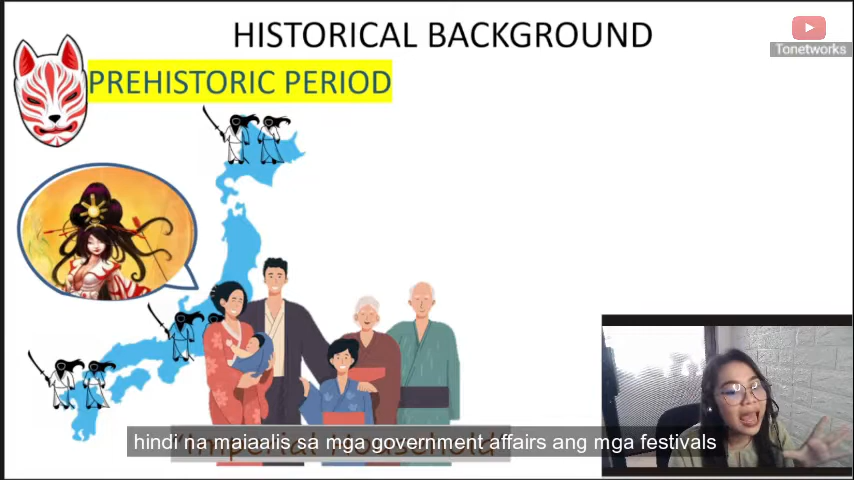 HISTORICAL BACKGROUND
Tonetworks
PREHISTORIC PERIOD
hindi na maiaalis sa mga government affairs ang mga festivals
Imperial Household